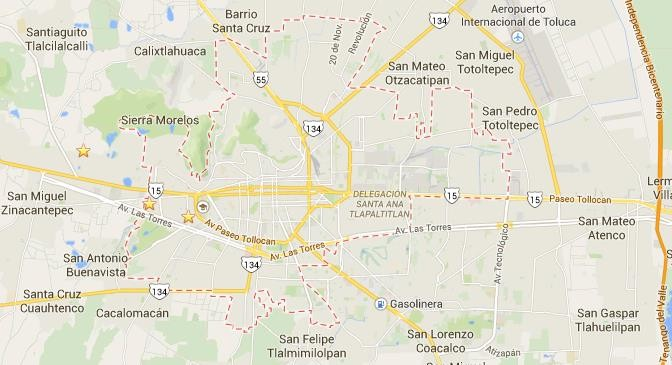 Barrio
Santa Cruz
Aeropuerto
Internacional de Toluca
Santiaguito
Tlalcilalcalli
Calixtlahuaca
20 de Nov.
Revolución
134
Independencia Bicentenario
San Miguel
Totoltepec
San Mateo
Otzacatipan
55
San Pedro
Totoltepec
Sierra Morelos
134
15
San Miguel
Zinacantepec
DELEGACIÓN
SANTA ANA
TLAPALTITLÁN
15
15
Paseo Tollocan
Lerm
Villa
Av. Las Torres
Av Paseo Tollocan
San Mateo
Atenco
Av. Las Torres
Av. Las Torres
Av Tecnológico
San Antonio
Buenavista
134
Santa Cruz
Cuauhtenco
134
Cacalomacán
Gasolinera
San Gaspar
Tlahuelilpan
Tenango del Valle
San Felipe
Tlalmimilolpan
San Lorenzo
Coacalco